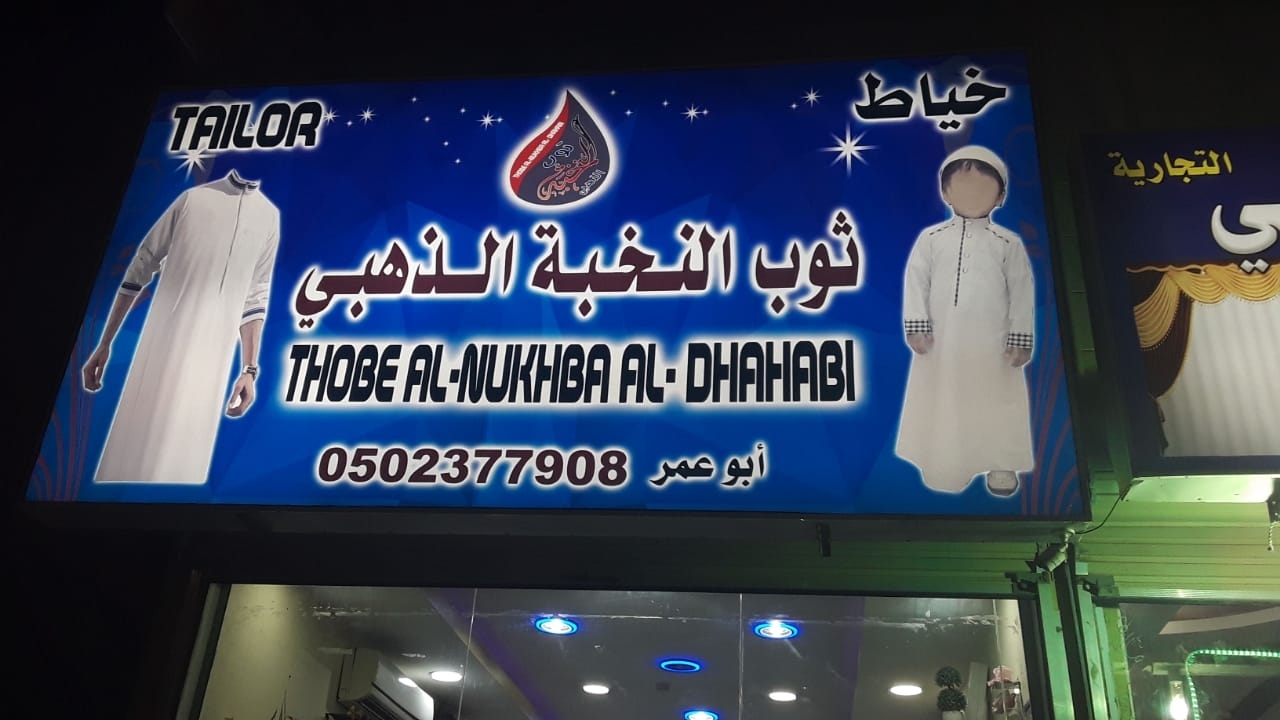 TAILOR
خياط
ثوب النخبة الذهبي
THOBE AL-NUKHBA AL- DHAHABI
0502377908 أبو عمر
التجارية